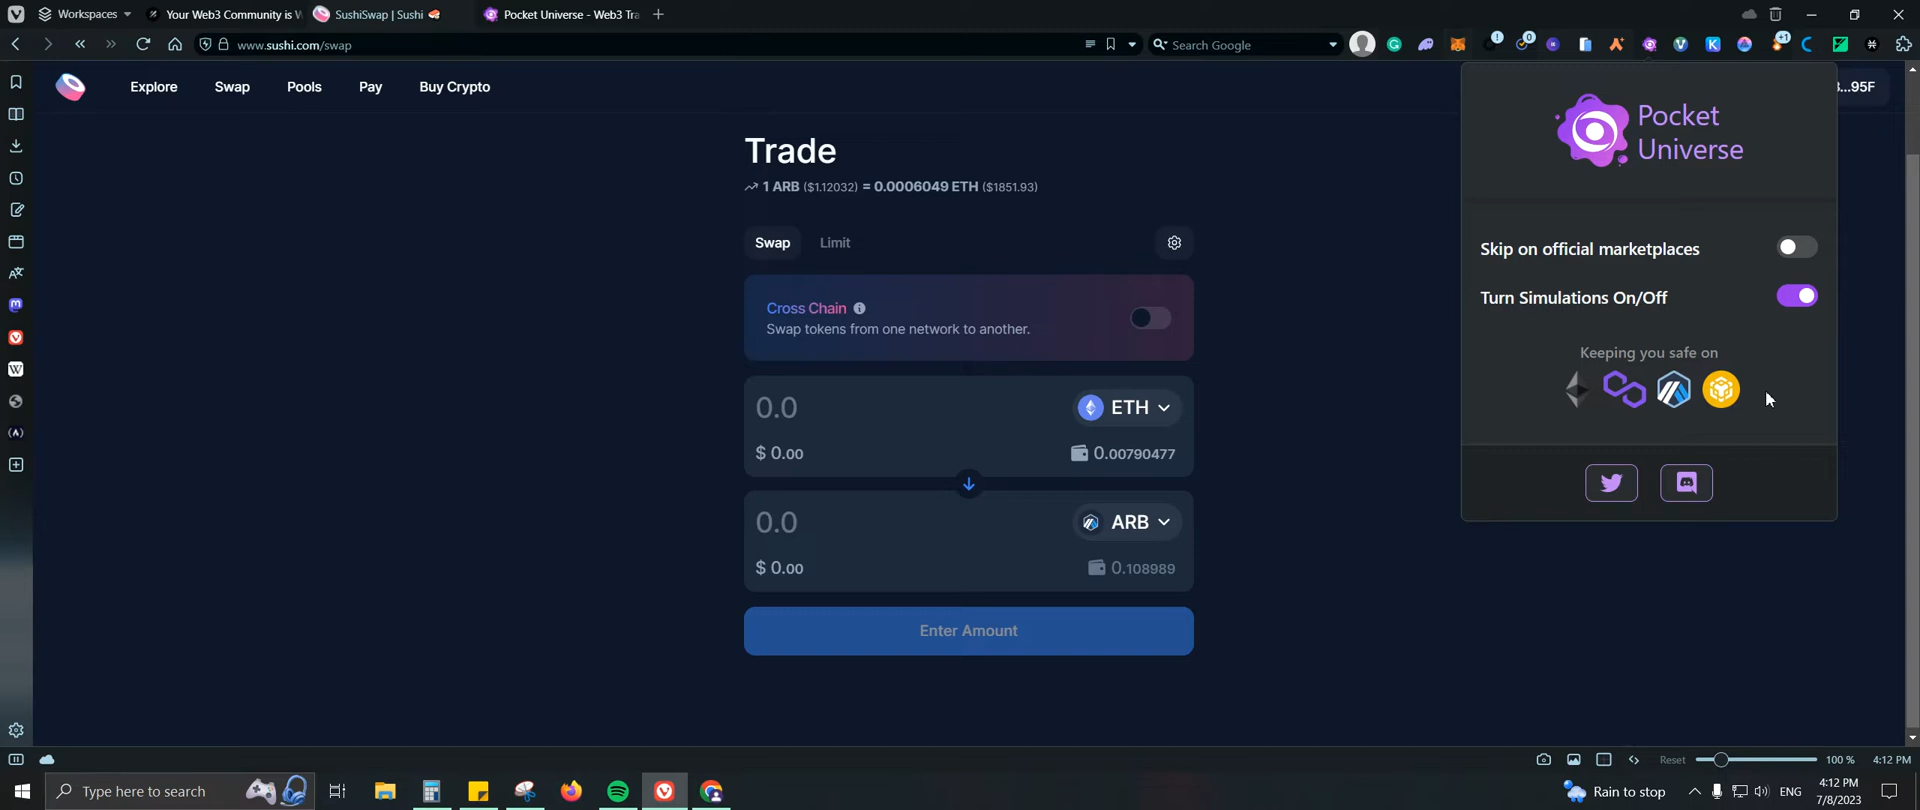 Workspaces
Your Web3 Community is W
SushiSwap | Sushi 🍣
Pocket Universe - Web3 Tra
www.sushi.com/swap
Search Google
Explore
Swap
Pools
Pay
Buy Crypto
3...95F
Trade
1 ARB ($1.12032) = 0.0006049 ETH ($1851.93)
Swap
Limit
Cross Chain
Swap tokens from one network to another.
0.0
ETH
$ 0.00
0.00790477
0.0
ARB
$ 0.00
0.108989
Enter Amount
Pocket
Universe
Skip on official marketplaces
Turn Simulations On/Off
Keeping you safe on
Reset
100 %
4:12 PM
Type here to search
Rain to stop
ENG
4:12 PM
7/8/2023